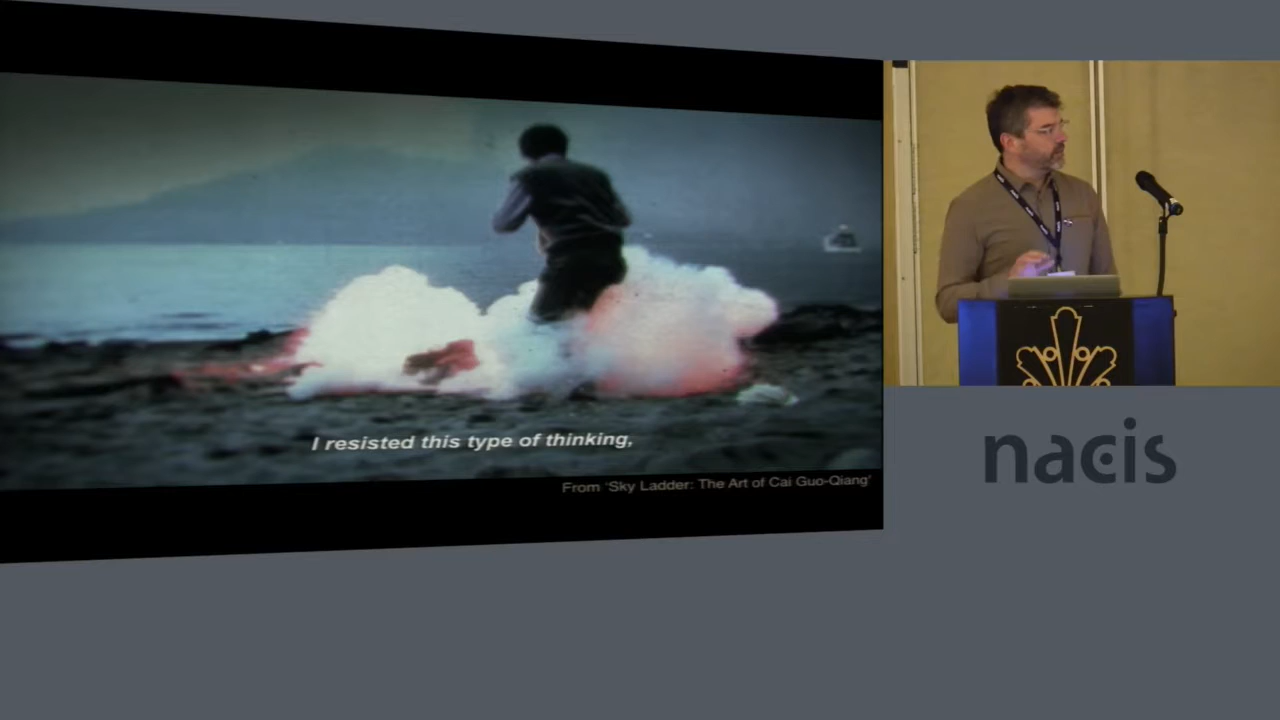 I resisted this type of thinking,
From 'Sky Ladder: The Art of Cai Guo-Qiang'
nacis